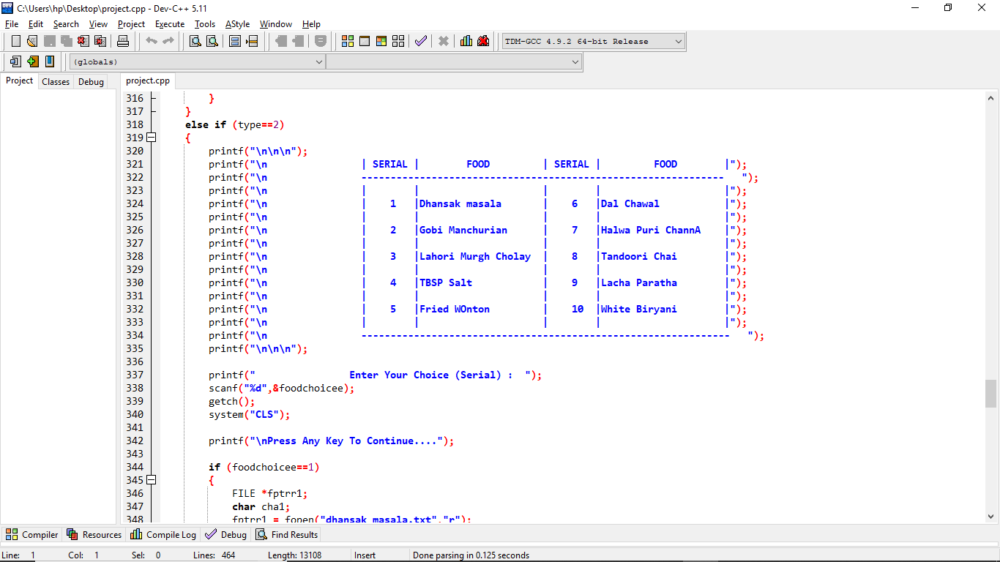 C:\Users\hp\Desktop\project.cpp - Dev-C++ 5.11
File Edit Search View Project Execute Tools AStyle Window Help
TDM-GCC 4.9.2 64-bit Release
(globals)
Project Classes Debug project.cpp
316 }
317 }
318 else if (type==2)
319 {
320 printf("\n\n\n");
321 printf("\n | SERIAL | FOOD | SERIAL | FOOD |");
322 printf("\n -------------------------------------------------------------- ");
323 printf("\n | | | | |");
324 printf("\n | 1 |Dhansak masala | 6 |Dal Chawal |");
325 printf("\n | | | | |");
326 printf("\n | 2 |Gobi Manchurian | 7 |Halwa Puri ChannA |");
327 printf("\n | | | | |");
328 printf("\n | 3 |Lahori Murgh Cholay | 8 |Tandoori Chai |");
329 printf("\n | | | | |");
330 printf("\n | 4 |TBSP Salt | 9 |Lacha Paratha |");
331 printf("\n | | | | |");
332 printf("\n | 5 |Fried WOnton | 10 |White Biryani |");
333 printf("\n | | | | |");
334 printf("\n --------------------------------------------------------------- ");
335 printf("\n\n\n");
336
337 printf(" Enter Your Choice (Serial) : ");
338 scanf("%d",&foodchoicee);
339 getch();
340 system("CLS");
341
342 printf("\nPress Any Key To Continue....");
343
344 if (foodchoicee==1)
345 {
346 FILE *fptrr1;
347 char cha1;
348 fptrr1 = fopen("dhansak masala.txt","r");
Compiler Resources Compile Log Debug Find Results
Line: 1 Col: 1 Sel: 0 Lines: 464 Length: 13108 Insert Done parsing in 0.125 seconds